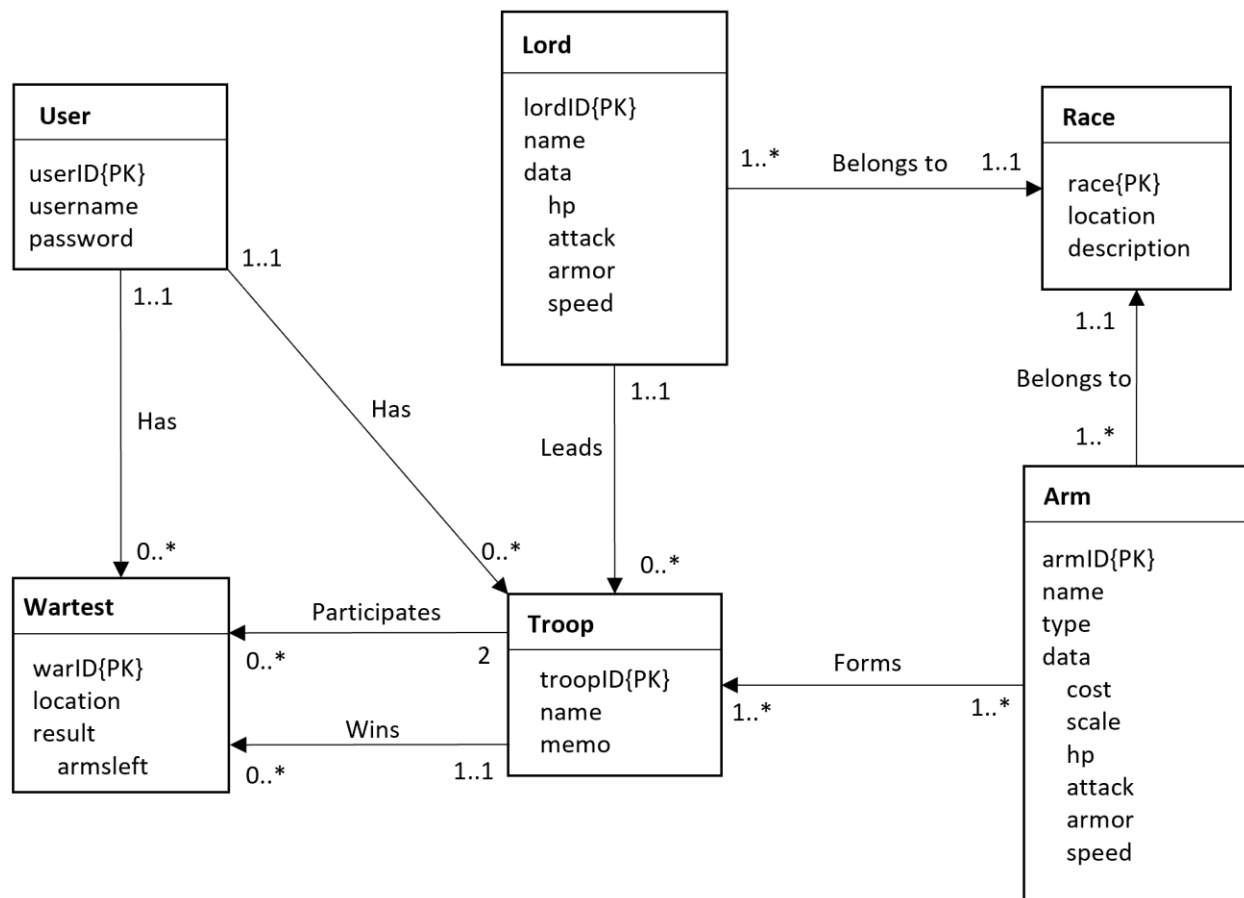 User
userID{PK}
username
password
1..1
1..1
Has
Has
0..*
0..*
Lord
lordID{PK}
name
data
hp
attack
armor
speed
1..*
Belongs to
1..1
Race
race{PK}
location
description
1..1
Leads
0..*
1..1
Belongs to
1..*
Wartest
warID{PK}
location
result
armsleft
Participates
0..*
2
Wins
0..*
1..1
Troop
troopID{PK}
name
memo
Forms
1..*
1..*
Arm
armID{PK}
name
type
data
cost
scale
hp
attack
armor
speed